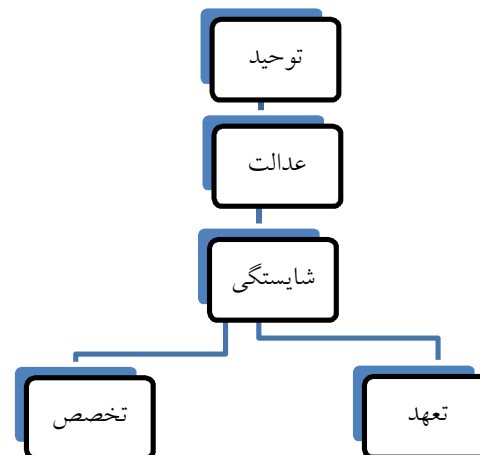 توحید
عدالت
شایستگی
تعهد
تخصص